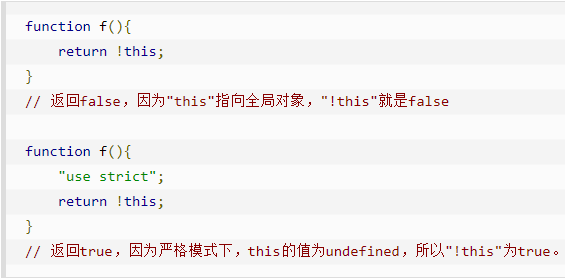 function f(){
    return !this;
}
// 返回false，因为"this"指向全局对象，"!this"就是false
function f(){
    "use strict";
    return !this;
}
// 返回true，因为严格模式下，this的值为undefined，所以"!this"为true。